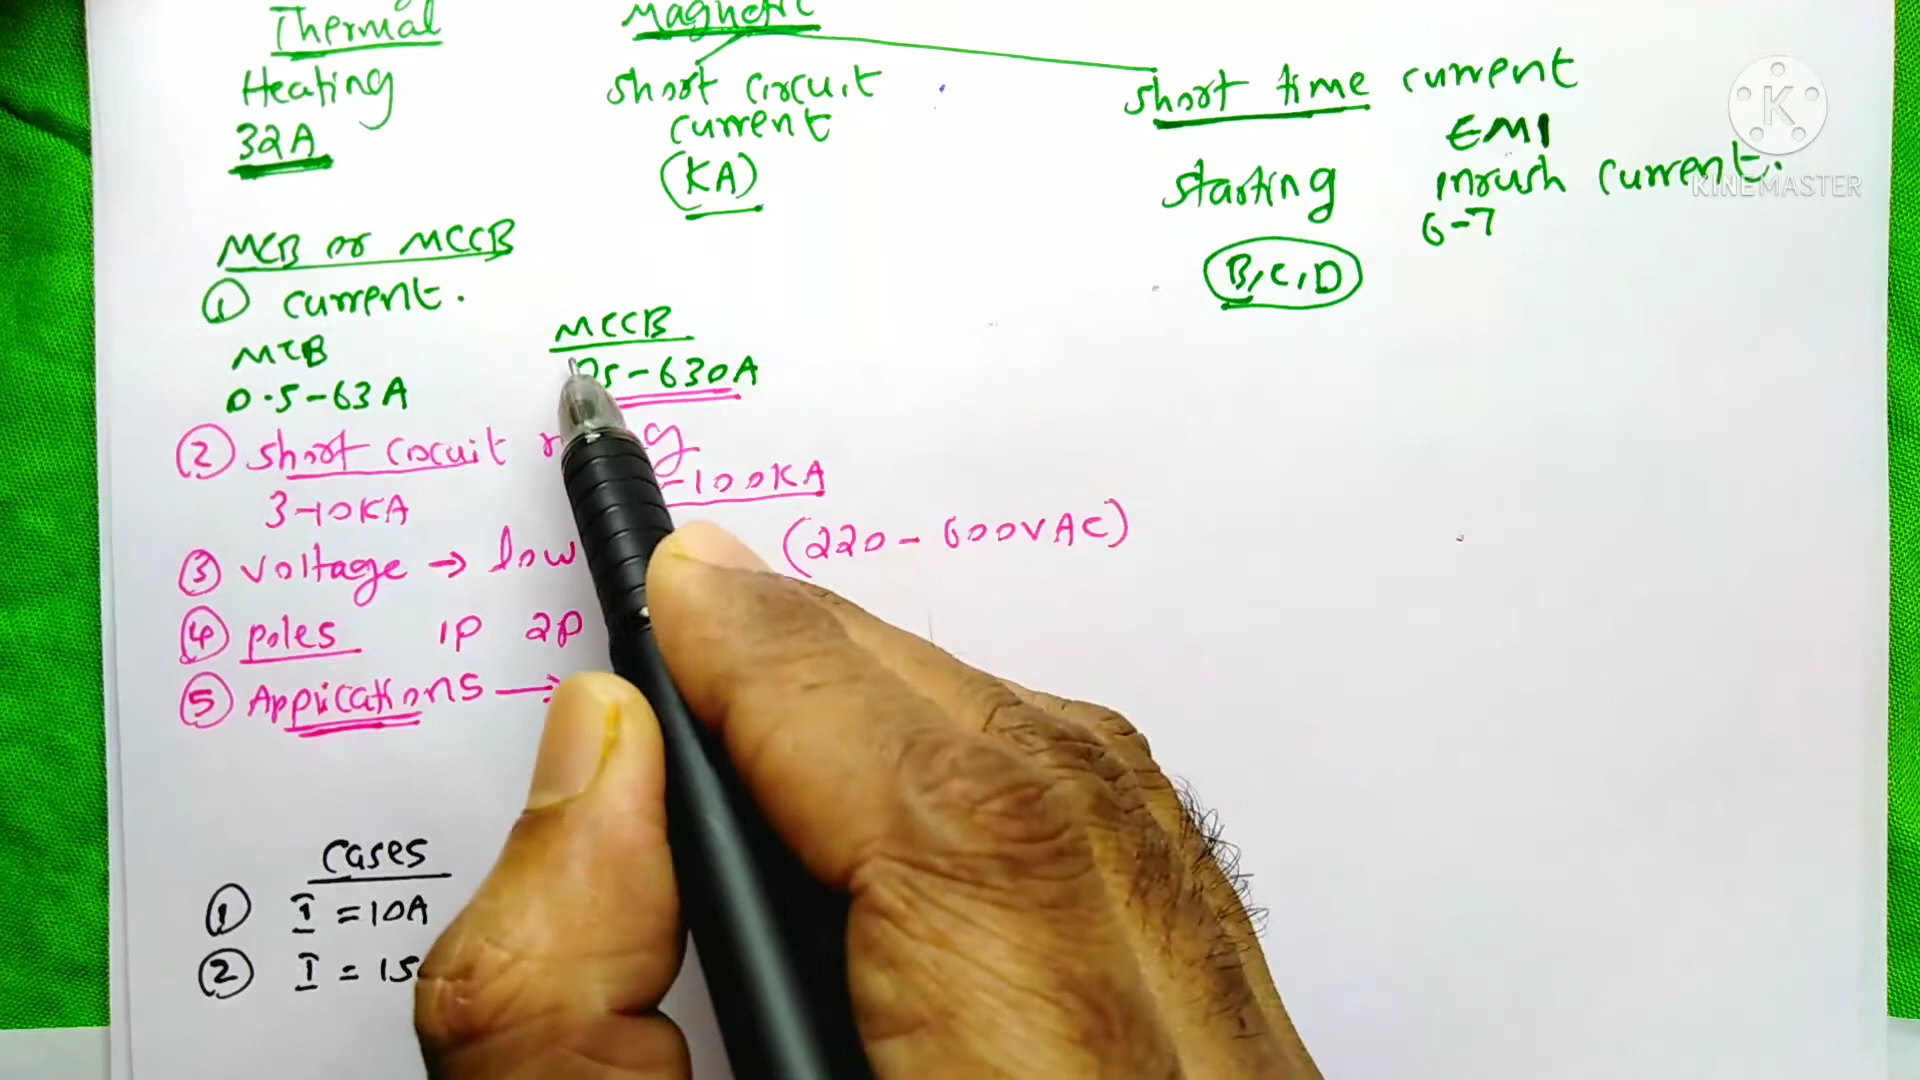 Thermal
Magnetic
Heating
32A
short circuit
current
(KA)
short time current
EMI
starting
inrush current.
6-7
B,C,D
MCB or MCCB
① current.
MCB
0.5-63A
MCCB
-630A
② short cocuit
3-10KA
-100KA
③ voltage → low
(220-600VAC)
④ poles 1P 2P
⑤ Applications →
Cases
① I = 10A
② I =
K
KINEMASTER